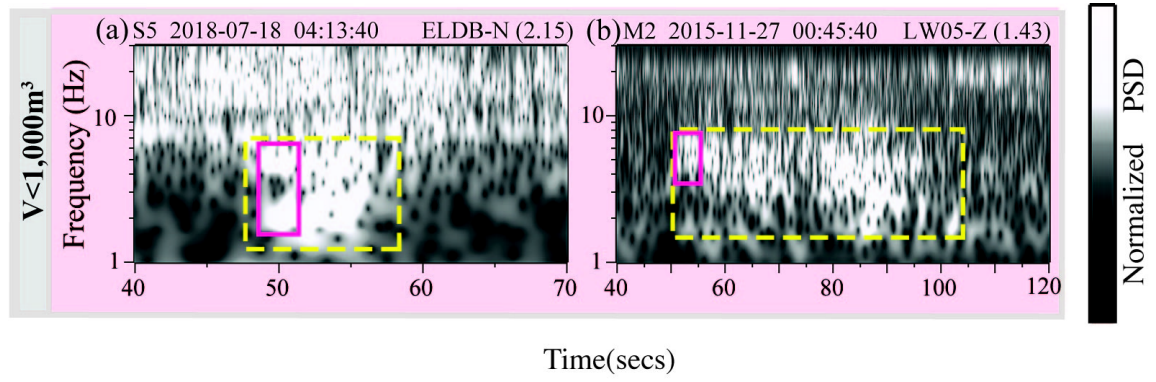 (a) S5 2018-07-18 04:13:40 ELDB-N (2.15)
(b) M2 2015-11-27 00:45:40 LW05-Z (1.43)
V<1,000m³
Frequency (Hz)
10
1
40 50 60 70
10
1
40 60 80 100 120
Time(secs)
Normalized PSD